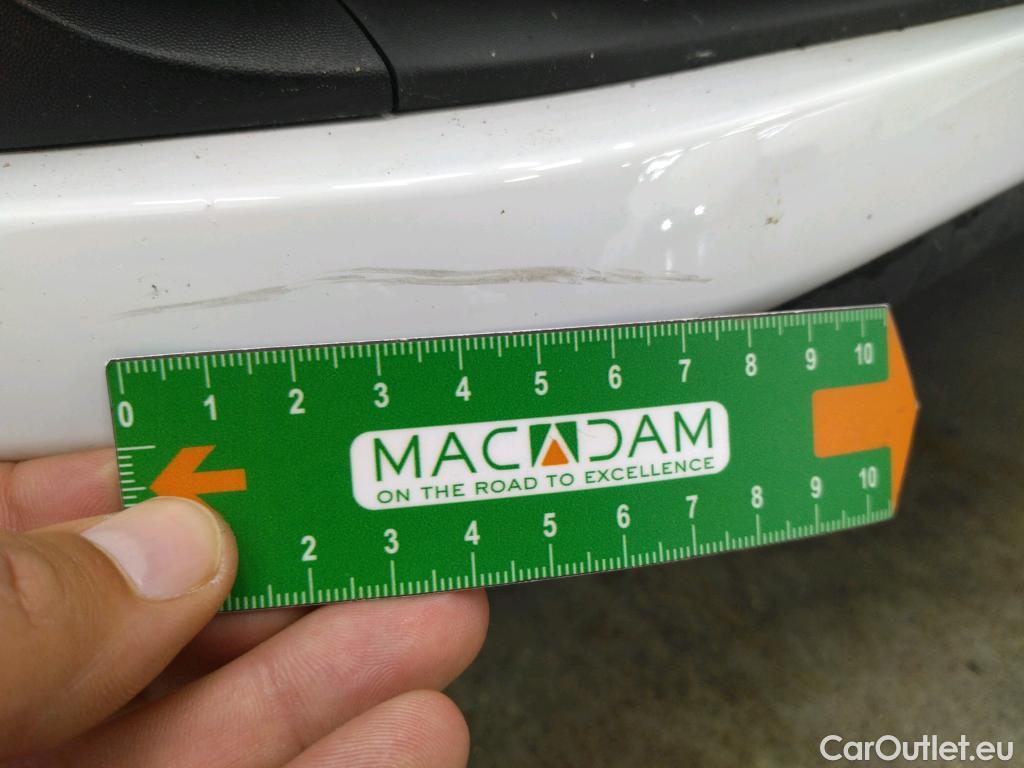 0 1 2 3 4 5 6 7 8 9 10
MACADAM
ON THE ROAD TO EXCELLENCE
2 3 4 5 6 7 8 9 10
CarOutlet.eu